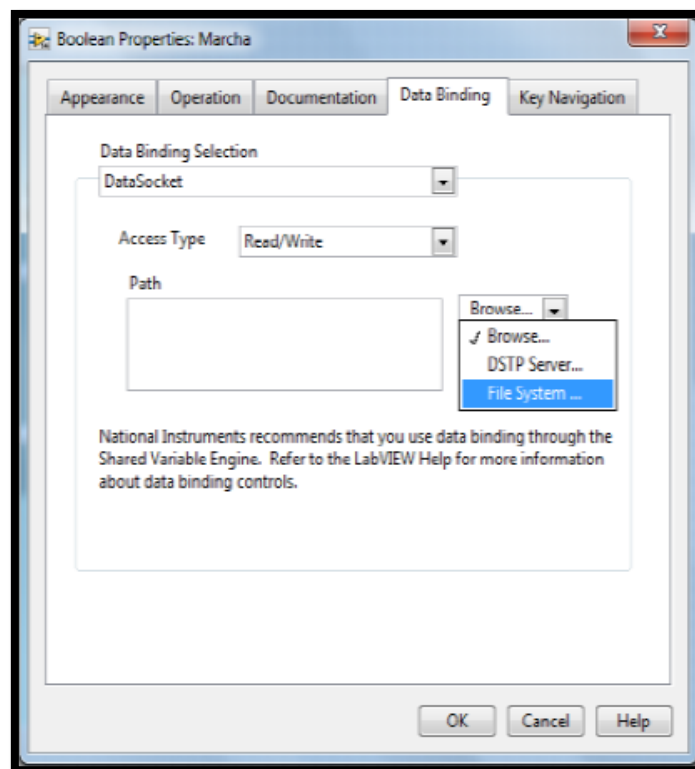 Boolean Properties: Marcha
Appearance Operation Documentation Data Binding Key Navigation
Data Binding Selection
DataSocket
Access Type Read/Write
Path
Browse...
Browse...
DSTP Server...
File System ...
National Instruments recommends that you use data binding through the
Shared Variable Engine. Refer to the LabVIEW Help for more information
about data binding controls.
OK Cancel Help